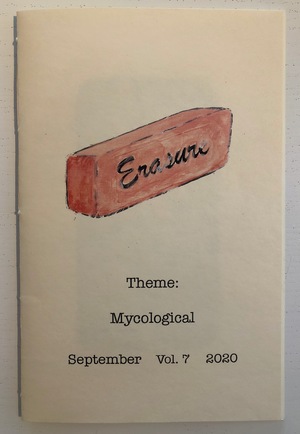 Erasure
Theme:
Mycological
September Vol. 7 2020